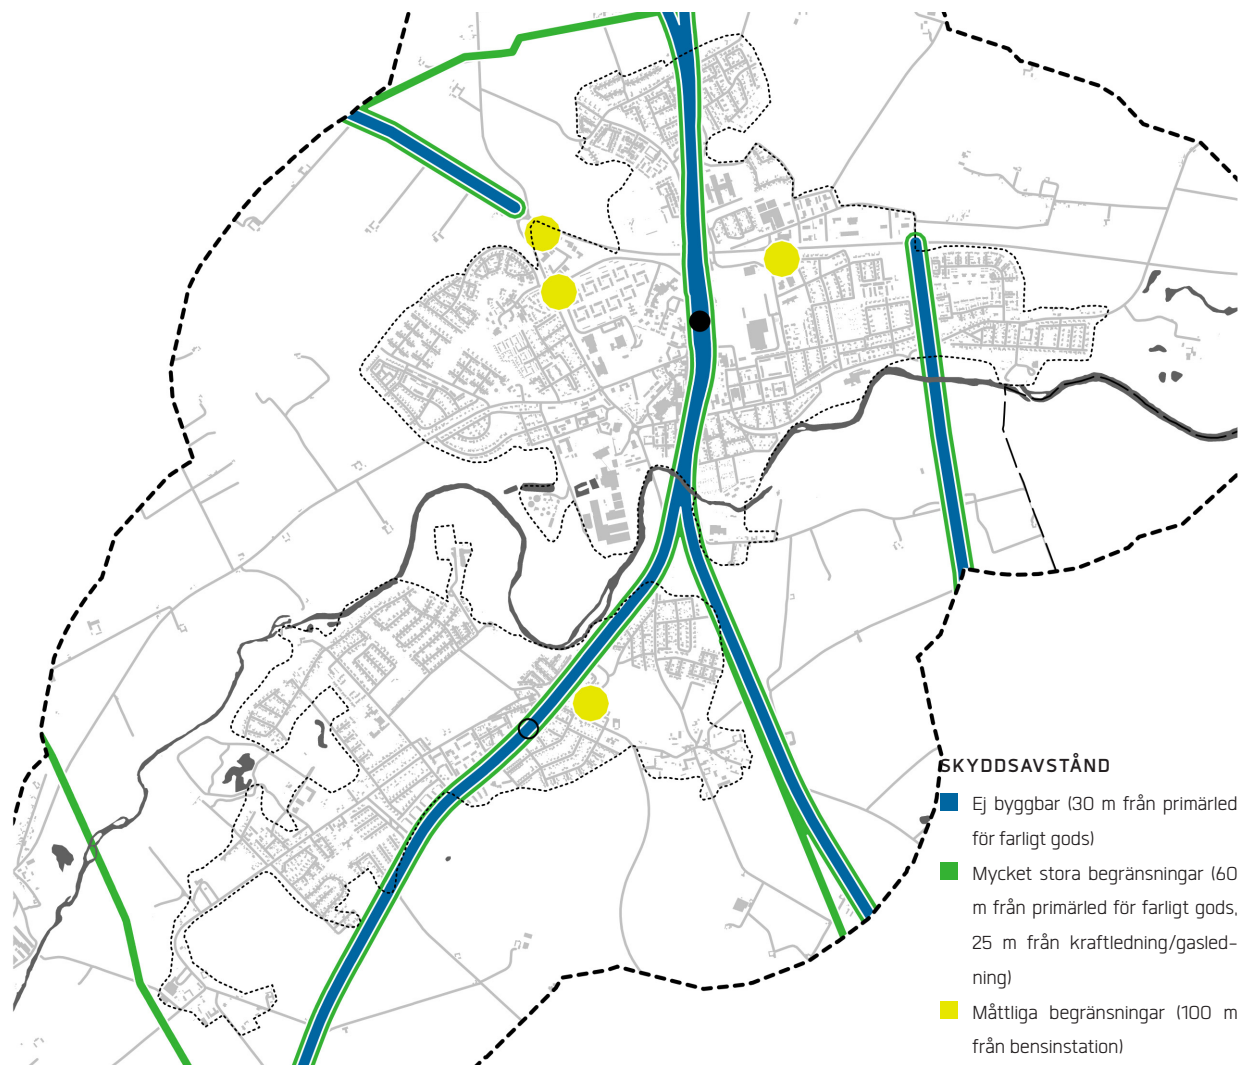 SKYDDSAVSTÅND
Ej byggbar (30 m från primärled
för farligt gods)
Mycket stora begränsningar (60
m från primärled för farligt gods,
25 m från kraftledning/gasled-
ning)
Måttliga begränsningar (100 m
från bensinstation)